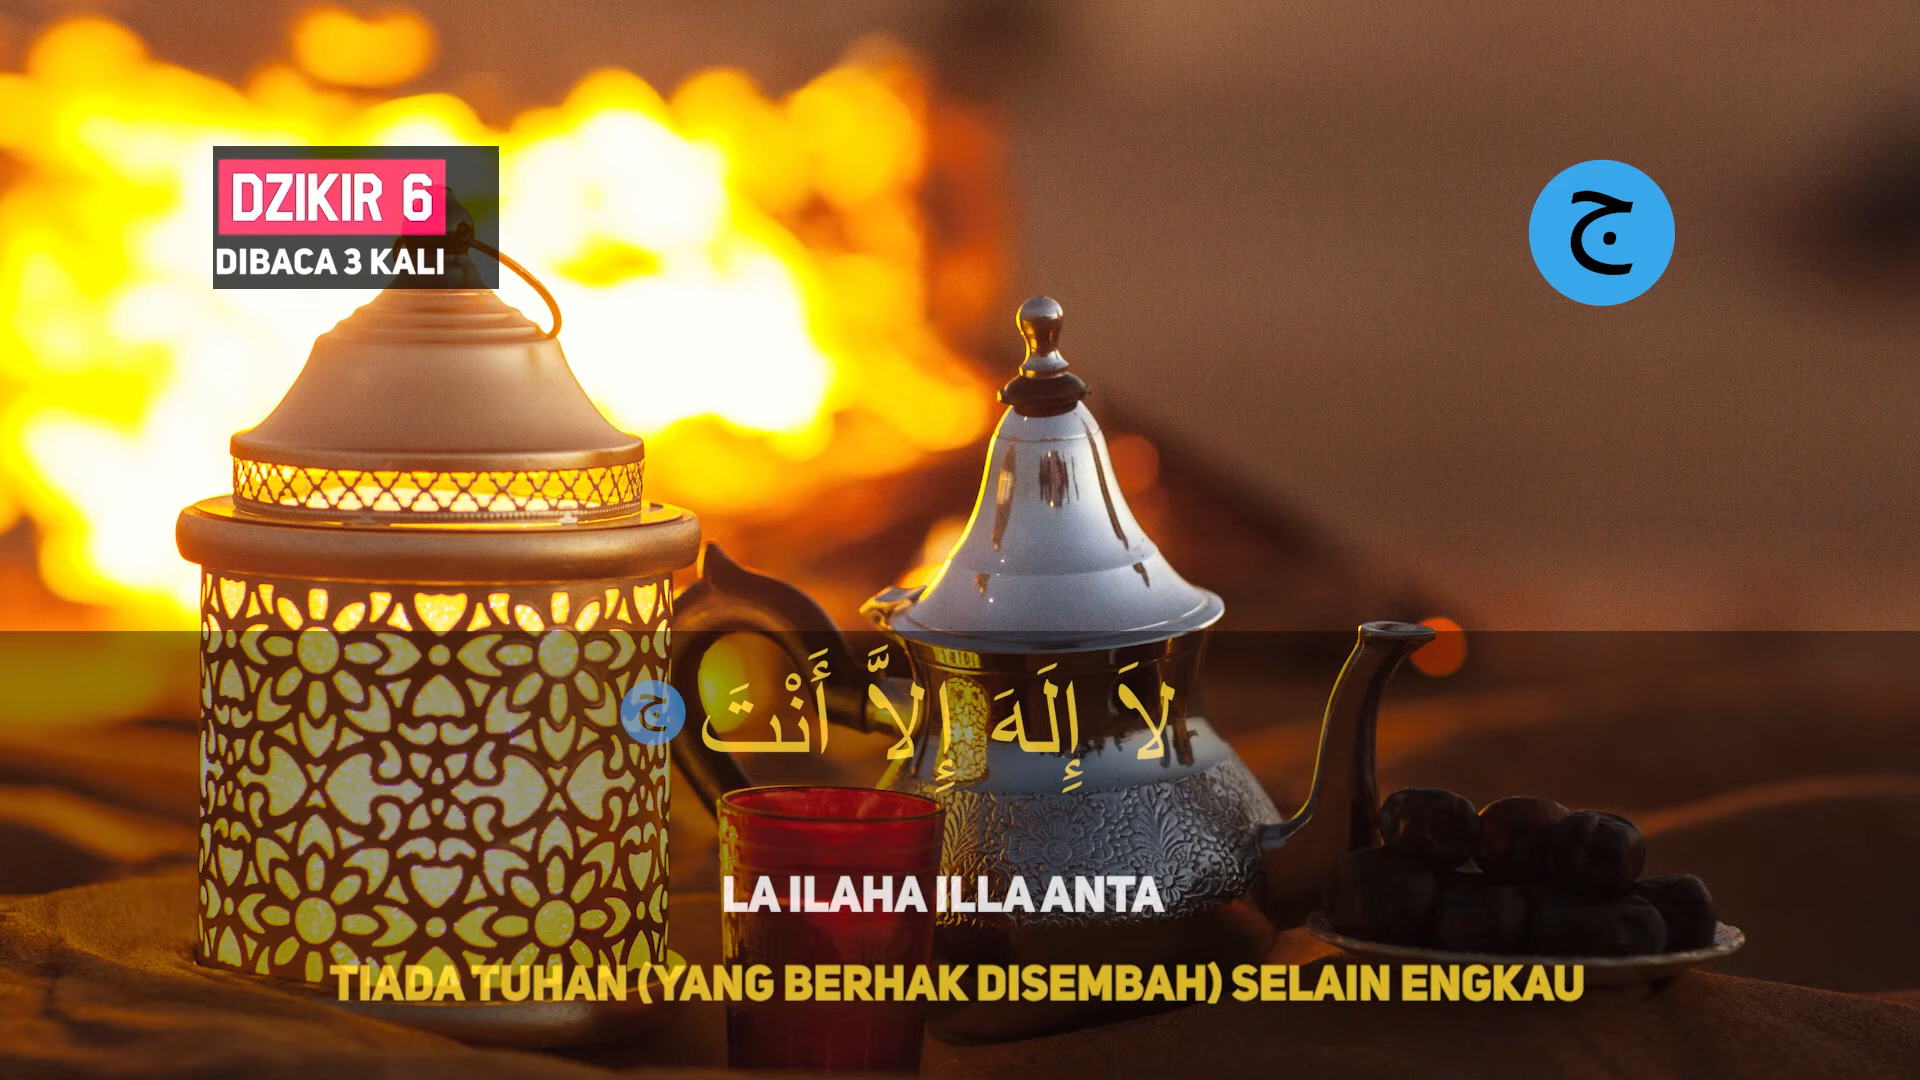 DZIKIR 6
DIBACA 3 KALI
ج
لاَ إِلَهَ إِلاَّ أَنْتَ ج
LA ILAHA ILLA ANTA
TIADA TUHAN (YANG BERHAK DISEMBAH) SELAIN ENGKAU